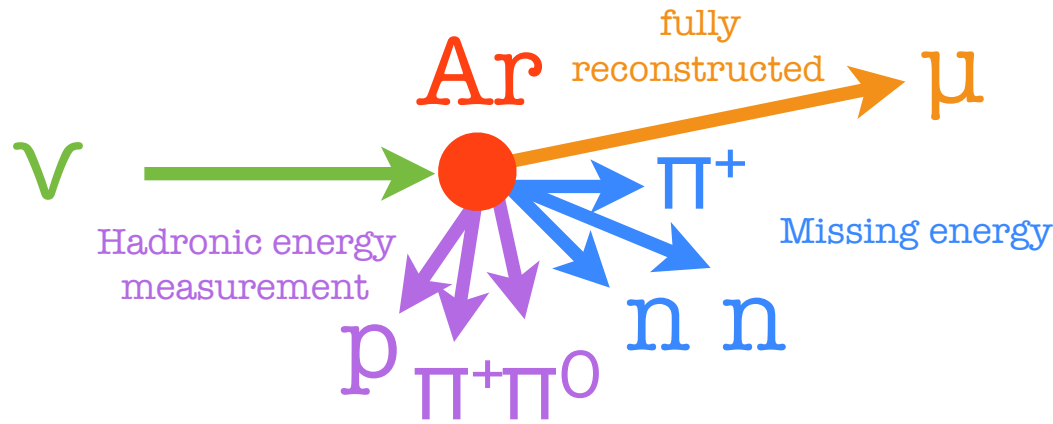 fully
reconstructed
Ar
μ
ν
π⁺
Hadronic energy
measurement
Missing energy
p
π⁺π⁰
n n